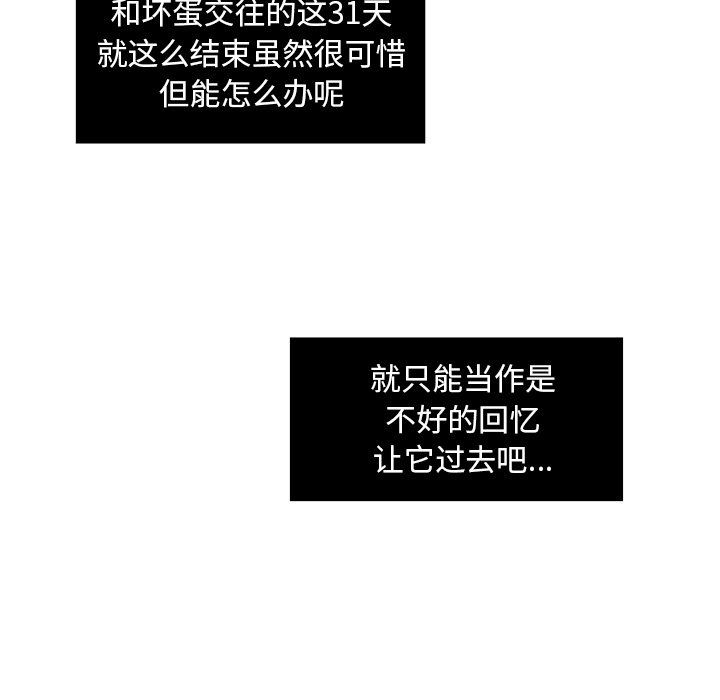 和坏蛋交往的这31天
就这么结束虽然很可惜
但能怎么办呢
就只能当作是
不好的回忆
让它过去吧...